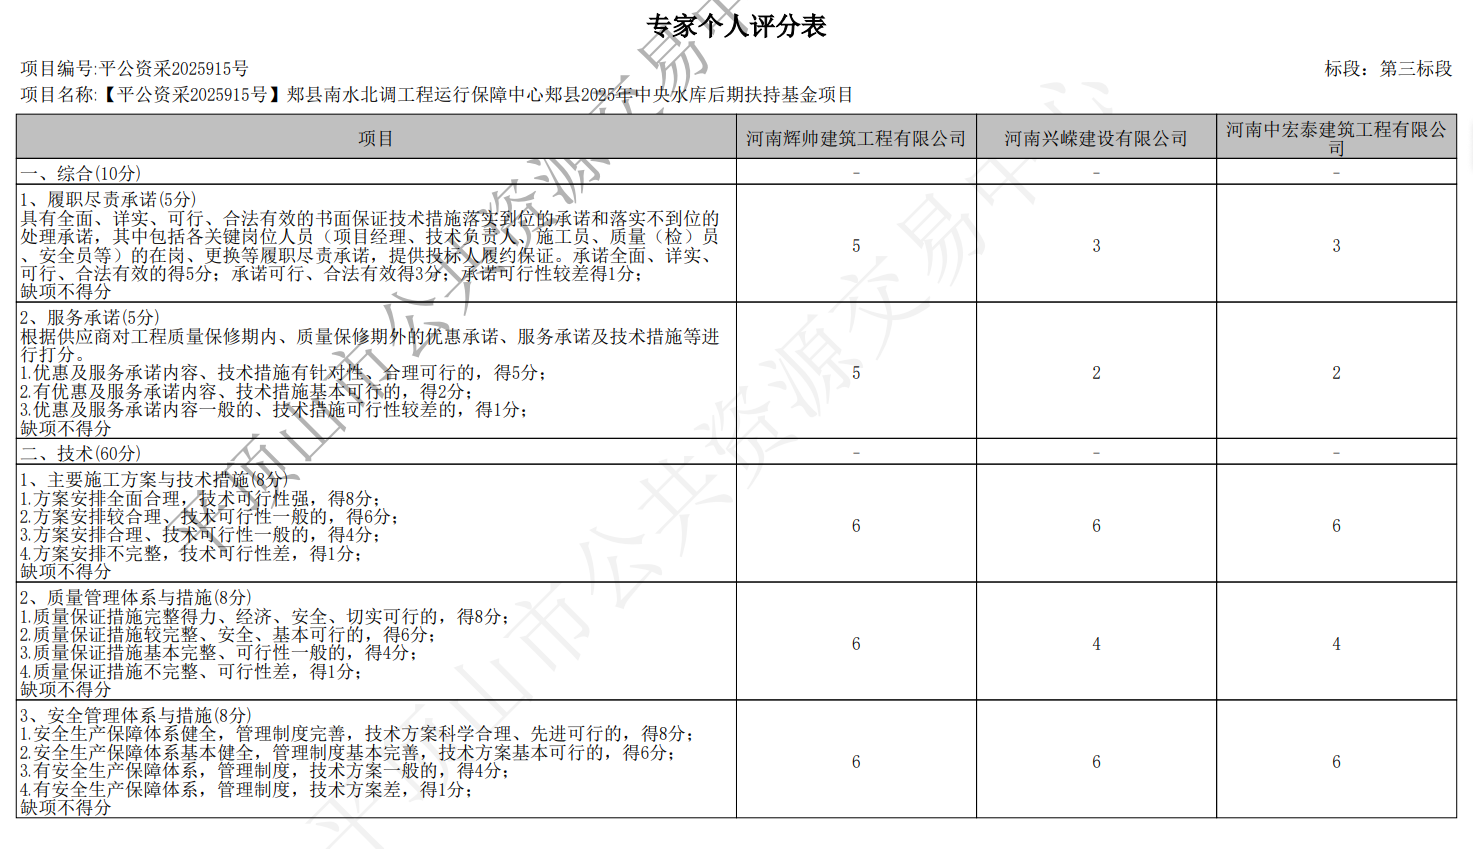 专家个人评分表
项目编号:平公资采2025915号
标段：第三标段
项目名称:【平公资采2025915号】郏县南水北调工程运行保障中心郏县2025年中央水库后期扶持基金项目
项目
河南辉帅建筑工程有限公司
河南兴嵘建设有限公司
河南中宏泰建筑工程有限公
司
一、综合(10分)
-
-
-
1、履职尽责承诺(5分)
具有全面、详实、可行、合法有效的书面保证技术措施落实到位的承诺和落实不到位的
处理承诺，其中包括各关键岗位人员（项目经理、技术负责人、施工员、质量（检）员
、安全员等）的在岗、更换等履职尽责承诺，提供投标人履约保证。承诺全面、详实、
可行、合法有效的得5分；承诺可行、合法有效得3分；承诺可行性较差得1分；
缺项不得分
5
3
3
2、服务承诺(5分)
根据供应商对工程质量保修期内、质量保修期外的优惠承诺、服务承诺及技术措施等进
行打分。
1.优惠及服务承诺内容、技术措施有针对性、合理可行的，得5分；
2.有优惠及服务承诺内容、技术措施基本可行的，得2分；
3.优惠及服务承诺内容一般的、技术措施可行性较差的，得1分；
缺项不得分
5
2
2
二、技术(60分)
-
-
-
1、主要施工方案与技术措施(8分)
1.方案安排全面合理，技术可行性强，得8分；
2.方案安排较合理、技术可行性一般的，得6分；
3.方案安排合理、技术可行性一般的，得4分；
4.方案安排不完整，技术可行性差，得1分；
缺项不得分
6
6
6
2、质量管理体系与措施(8分)
1.质量保证措施完整得力、经济、安全、切实可行的，得8分；
2.质量保证措施较完整、安全、基本可行的，得6分；
3.质量保证措施基本完整、可行性一般的，得4分；
4.质量保证措施不完整、可行性差，得1分；
缺项不得分
6
4
4
3、安全管理体系与措施(8分)
1.安全生产保障体系健全，管理制度完善，技术方案科学合理、先进可行的，得8分；
2.安全生产保障体系基本健全，管理制度基本完善，技术方案基本可行的，得6分；
3.有安全生产保障体系，管理制度，技术方案一般的，得4分；
4.有安全生产保障体系，管理制度，技术方案差，得1分；
缺项不得分
6
6
6
平顶山市公共资源交易中
平顶山市公共资源交易中心